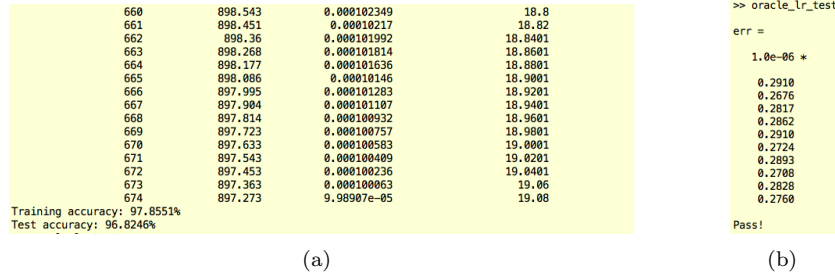 660 898.543 0.000102349 18.8
661 898.451 0.00010217 18.82
662 898.36 0.000101992 18.8401
663 898.268 0.000101814 18.8601
664 898.177 0.000101636 18.8801
665 898.086 0.00010146 18.9001
666 897.995 0.000101283 18.9201
667 897.904 0.000101107 18.9401
668 897.814 0.000100932 18.9601
669 897.723 0.000100757 18.9801
670 897.633 0.000100583 19.0001
671 897.543 0.000100409 19.0201
672 897.453 0.000100236 19.0401
673 897.363 0.000100063 19.06
674 897.273 9.98907e-05 19.08
Training accuracy: 97.8551%
Test accuracy: 96.8246%
(a)
>> oracle_lr_test
err =
1.0e-06 *
0.2910
0.2676
0.2817
0.2862
0.2910
0.2724
0.2893
0.2708
0.2828
0.2760
Pass!
(b)